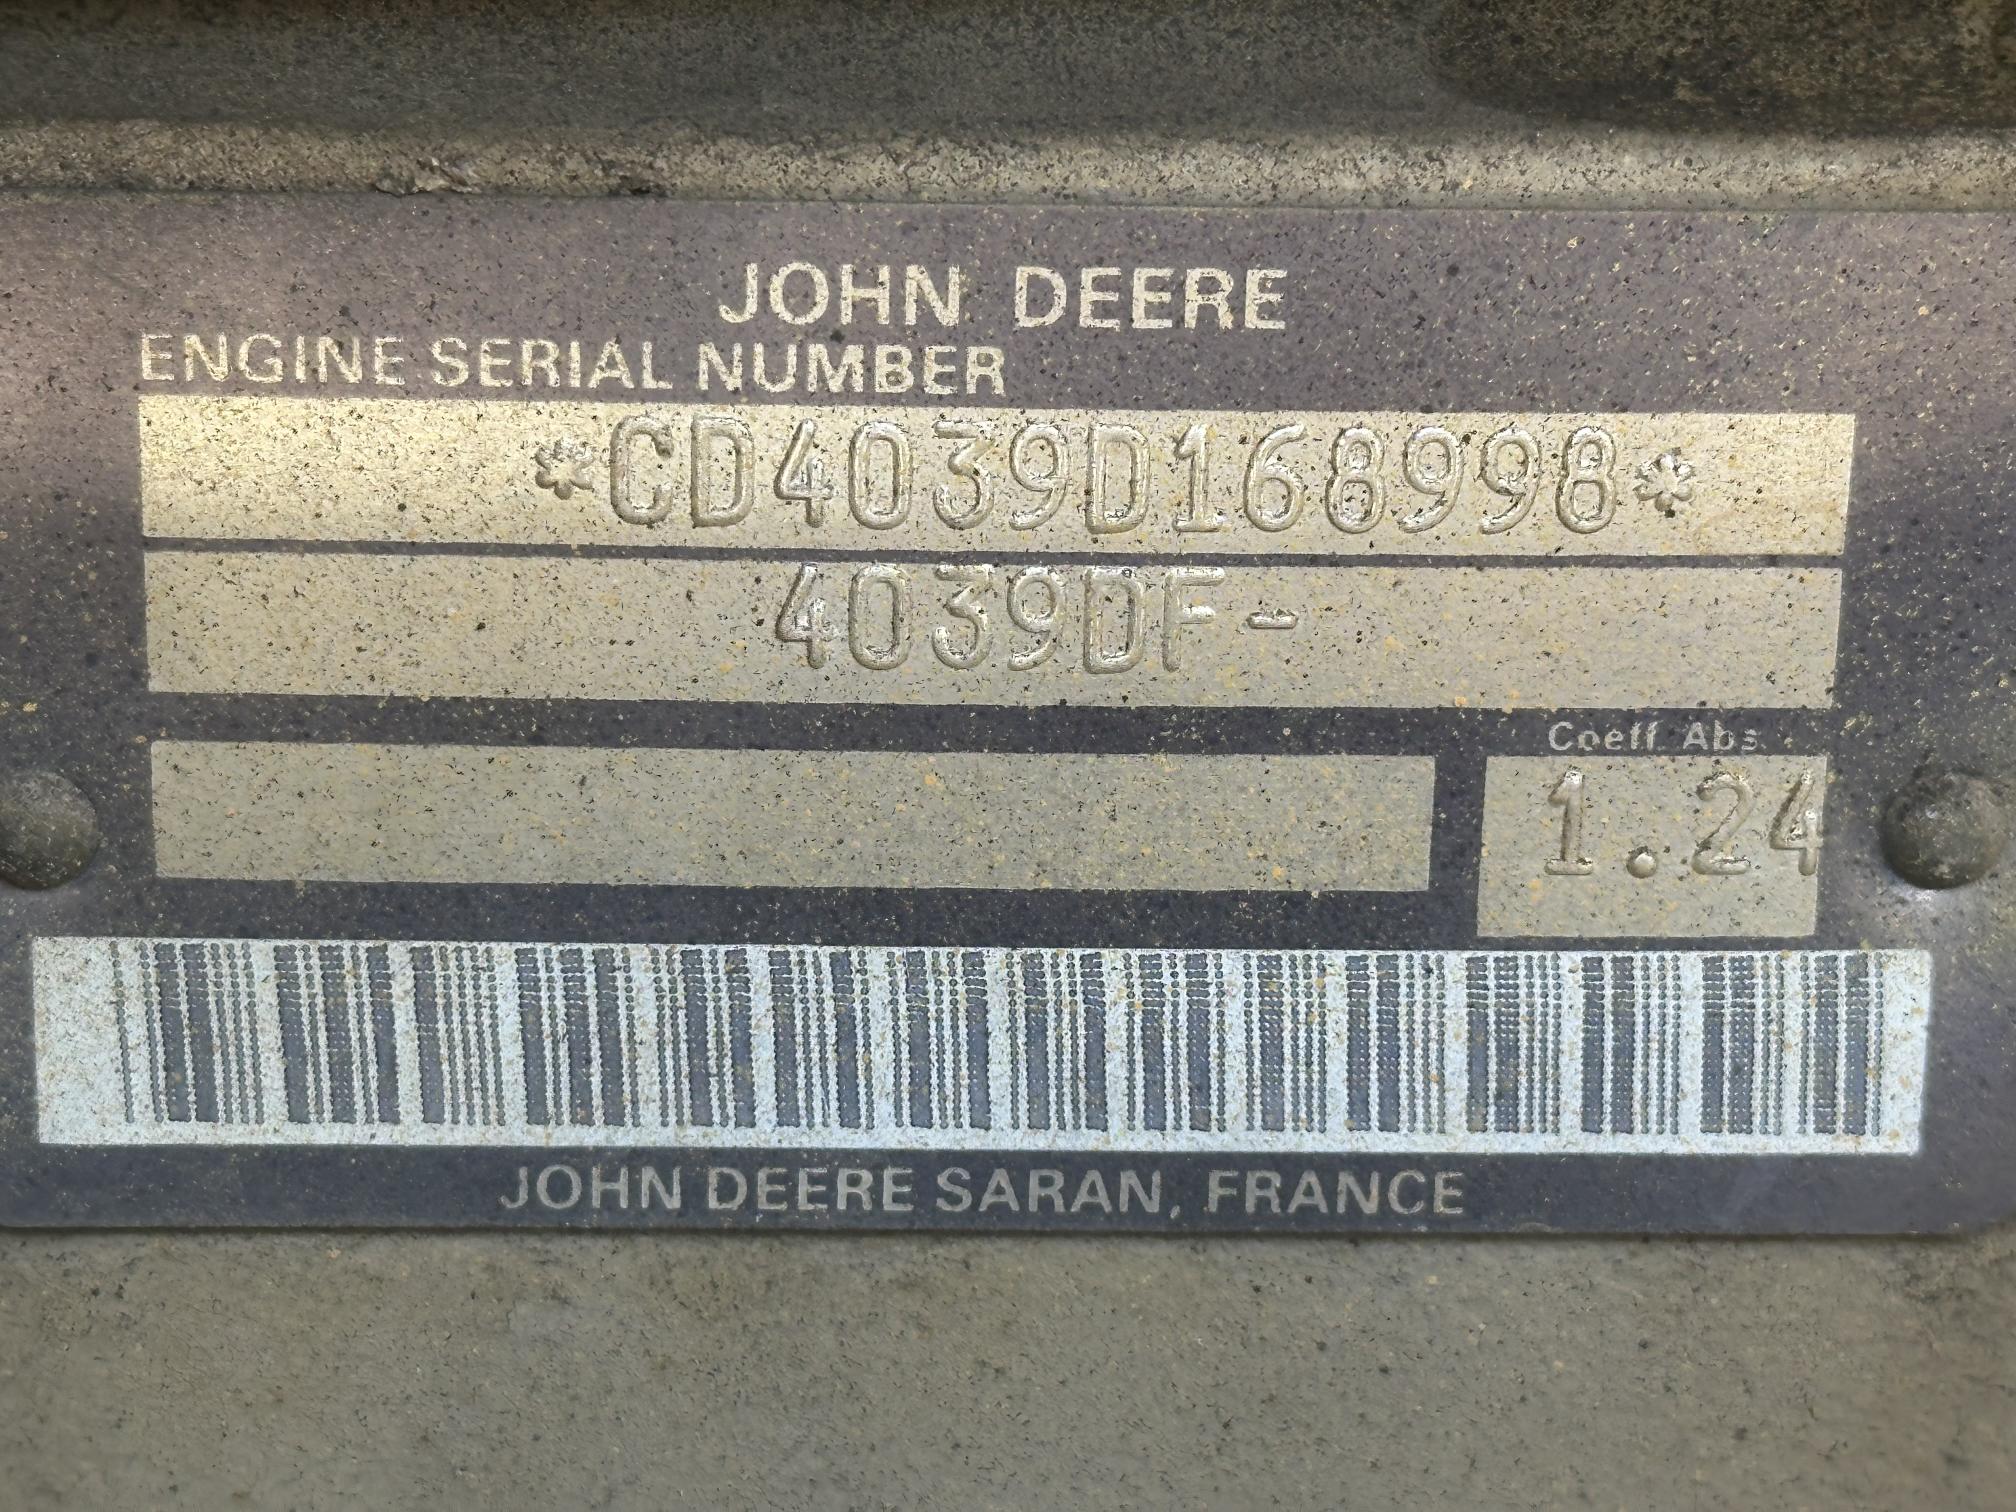 JOHN DEERE
ENGINE SERIAL NUMBER
*CD4039D168998*
4039DF-
Coeff. Abs
1.24
JOHN DEERE SARAN, FRANCE